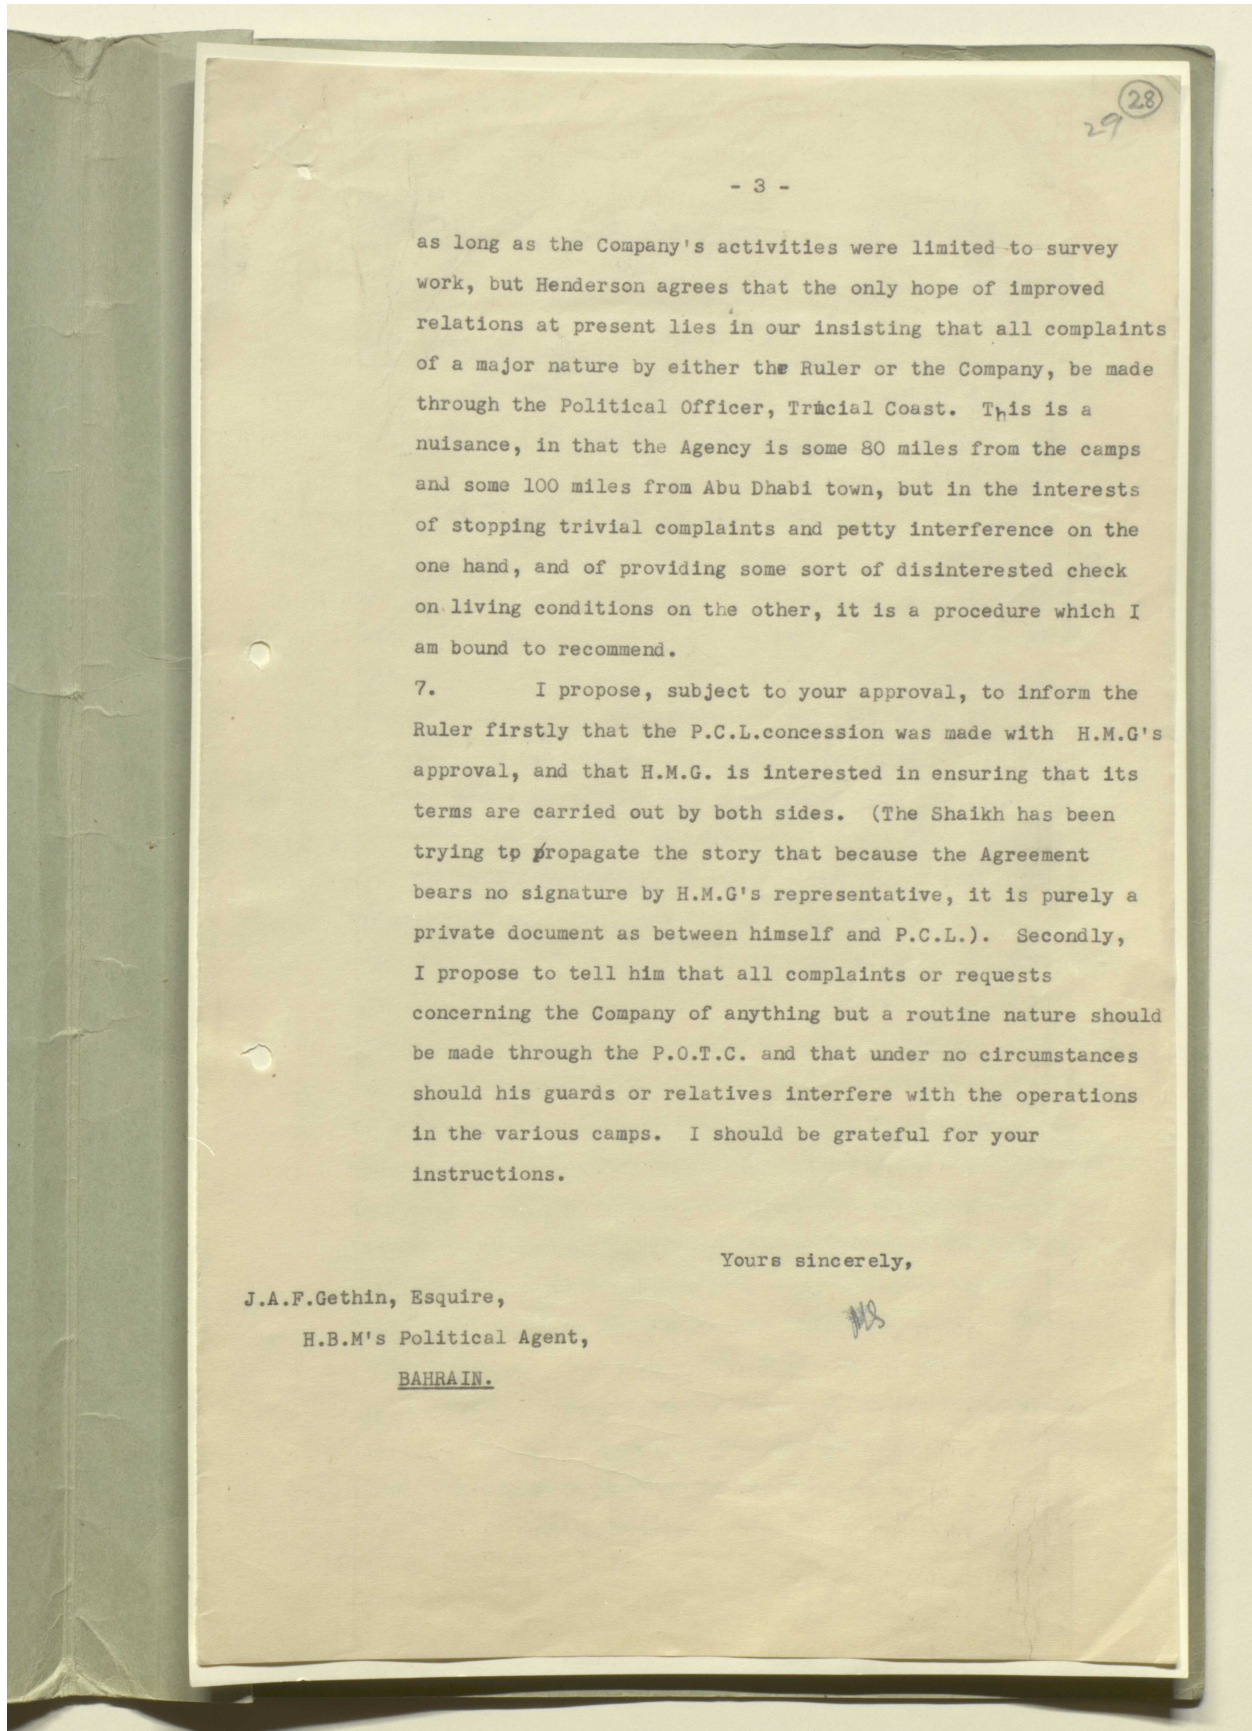 28
29
- 3 -
as long as the Company's activities were limited to survey
work, but Henderson agrees that the only hope of improved
relations at present lies in our insisting that all complaints
of a major nature by either the Ruler or the Company, be made
through the Political Officer, Trucial Coast. This is a
nuisance, in that the Agency is some 80 miles from the camps
and some 100 miles from Abu Dhabi town, but in the interests
of stopping trivial complaints and petty interference on the
one hand, and of providing some sort of disinterested check
on living conditions on the other, it is a procedure which I
am bound to recommend.
7. I propose, subject to your approval, to inform the
Ruler firstly that the P.C.L.concession was made with H.M.G's
approval, and that H.M.G. is interested in ensuring that its
terms are carried out by both sides. (The Shaikh has been
trying to propagate the story that because the Agreement
bears no signature by H.M.G's representative, it is purely a
private document as between himself and P.C.L.). Secondly,
I propose to tell him that all complaints or requests
concerning the Company of anything but a routine nature should
be made through the P.O.T.C. and that under no circumstances
should his guards or relatives interfere with the operations
in the various camps. I should be grateful for your
instructions.
Yours sincerely,
J.A.F.Gethin, Esquire,
H.B.M's Political Agent,
BAHRAIN.